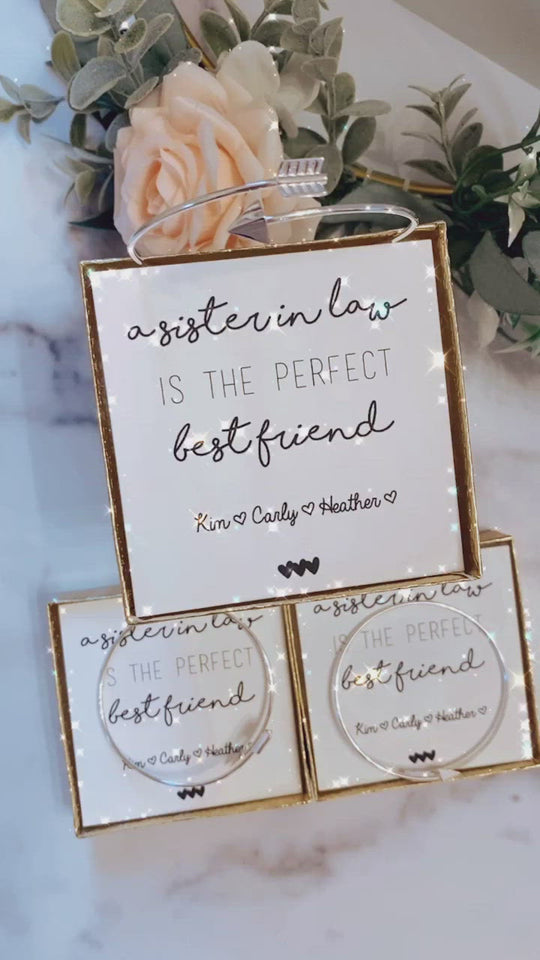 a sister in law
IS THE PERFECT
best friend
Kim ♡ Carly ♡ Heather ♡
a sister in law
IS THE PERFECT
best friend
Kim ♡ Carly ♡ Heather
a sister in law
IS THE PERFECT
best friend
Kim ♡ Carly ♡ Heather ♡